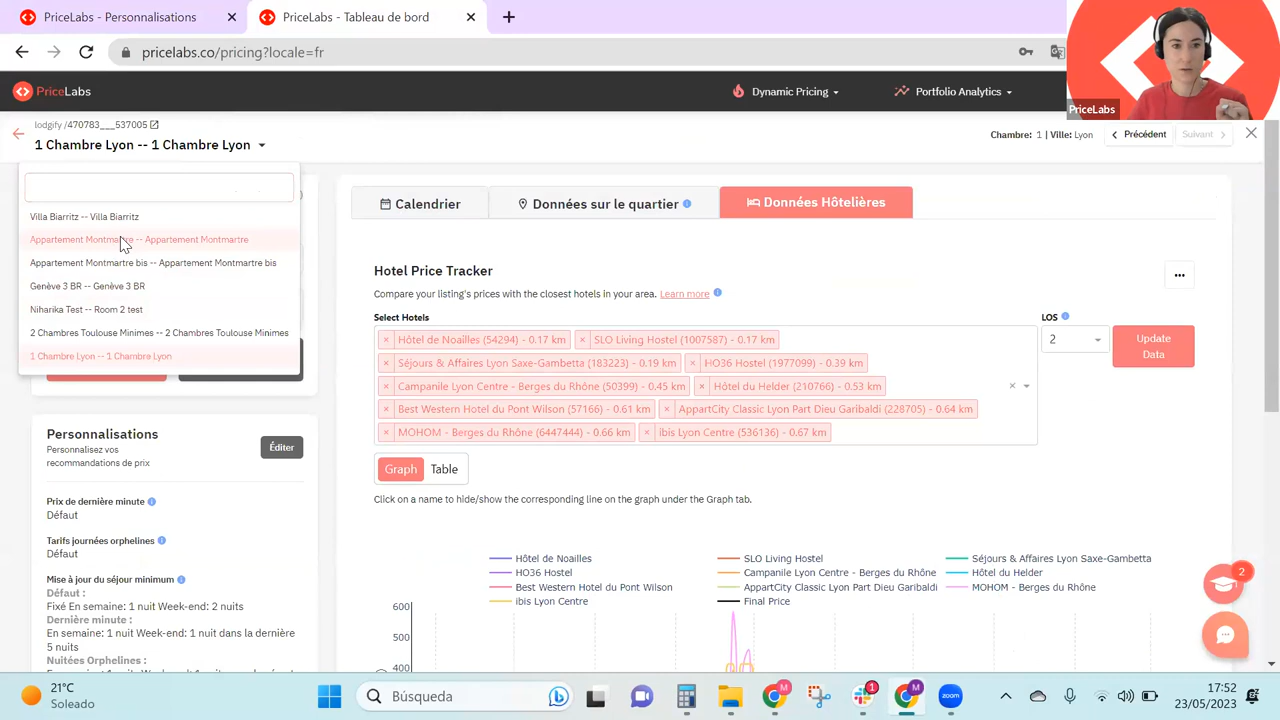 PriceLabs - Personnalisations
PriceLabs - Tableau de bord
pricelabs.co/pricing?locale=fr
PriceLabs
Dynamic Pricing
Portfolio Analytics
PriceLabs
lodgify /470783___537005
1 Chambre Lyon -- 1 Chambre Lyon
Chambre: 1 | Ville: Lyon
Précédent
Suivant
Villa Biarritz -- Villa Biarritz
Appartement Montmartre -- Appartement Montmartre
Appartement Montmartre bis -- Appartement Montmartre bis
Genève 3 BR -- Genève 3 BR
Niharika Test -- Room 2 test
2 Chambres Toulouse Minimes -- 2 Chambres Toulouse Minimes
1 Chambre Lyon -- 1 Chambre Lyon
Calendrier
Données sur le quartier
Données Hôtelières
Hotel Price Tracker
Compare your listing's prices with the closest hotels in your area. Learn more
Select Hotels
LOS
× Hôtel de Noailles (54294) - 0.17 km
× SLO Living Hostel (1007587) - 0.17 km
× Séjours & Affaires Lyon Saxe-Gambetta (183223) - 0.19 km
× HO36 Hostel (1977099) - 0.39 km
× Campanile Lyon Centre - Berges du Rhône (50399) - 0.45 km
× Hôtel du Helder (210766) - 0.53 km
× Best Western Hotel du Pont Wilson (57166) - 0.61 km
× AppartCity Classic Lyon Part Dieu Garibaldi (228705) - 0.64 km
× MOHOM - Berges du Rhône (6447444) - 0.66 km
× ibis Lyon Centre (536136) - 0.67 km
2
Update
Data
Graph
Table
Click on a name to hide/show the corresponding line on the graph under the Graph tab.
Personnalisations
Personnalisez vos
recommandations de prix
Éditer
Prix de dernière minute
Défaut
Tarifs journées orphelines
Défaut
Mise à jour du séjour minimum
Défaut :
Fixé En semaine: 1 nuit Week-end: 2 nuits
Dernière minute :
En semaine: 1 nuit Week-end: 1 nuit dans la dernière
5 nuits
Nuitées Orphelines :
Hôtel de Noailles
SLO Living Hostel
Séjours & Affaires Lyon Saxe-Gambetta
HO36 Hostel
Campanile Lyon Centre - Berges du Rhône
Hôtel du Helder
Best Western Hotel du Pont Wilson
AppartCity Classic Lyon Part Dieu Garibaldi
MOHOM - Berges du Rhône
ibis Lyon Centre
Final Price
600
500
400
2
21°C
Soleado
Búsqueda
M
1
M
zoom
17:52
23/05/2023